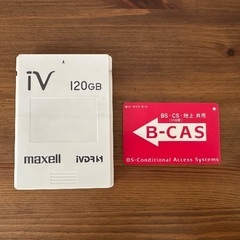 iV
120GB
maxell
iVDR-S
BS・CS・地上 共用
B-CAS
BS-Conditional Access Systems